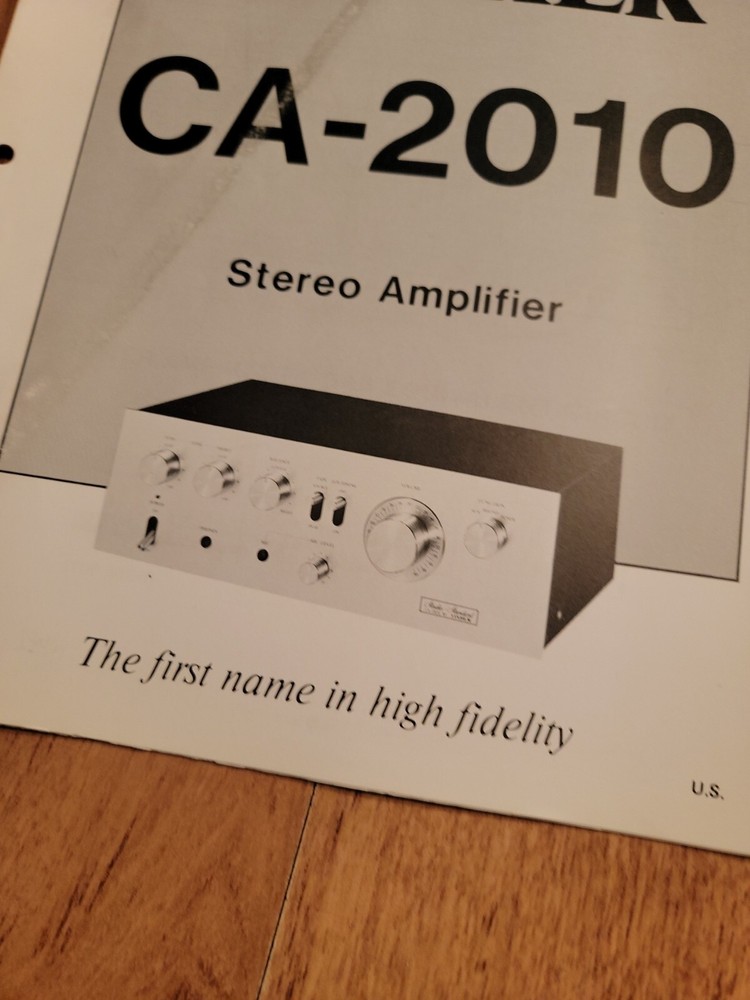 CA-2010
Stereo Amplifier
The first name in high fidelity
U.S.